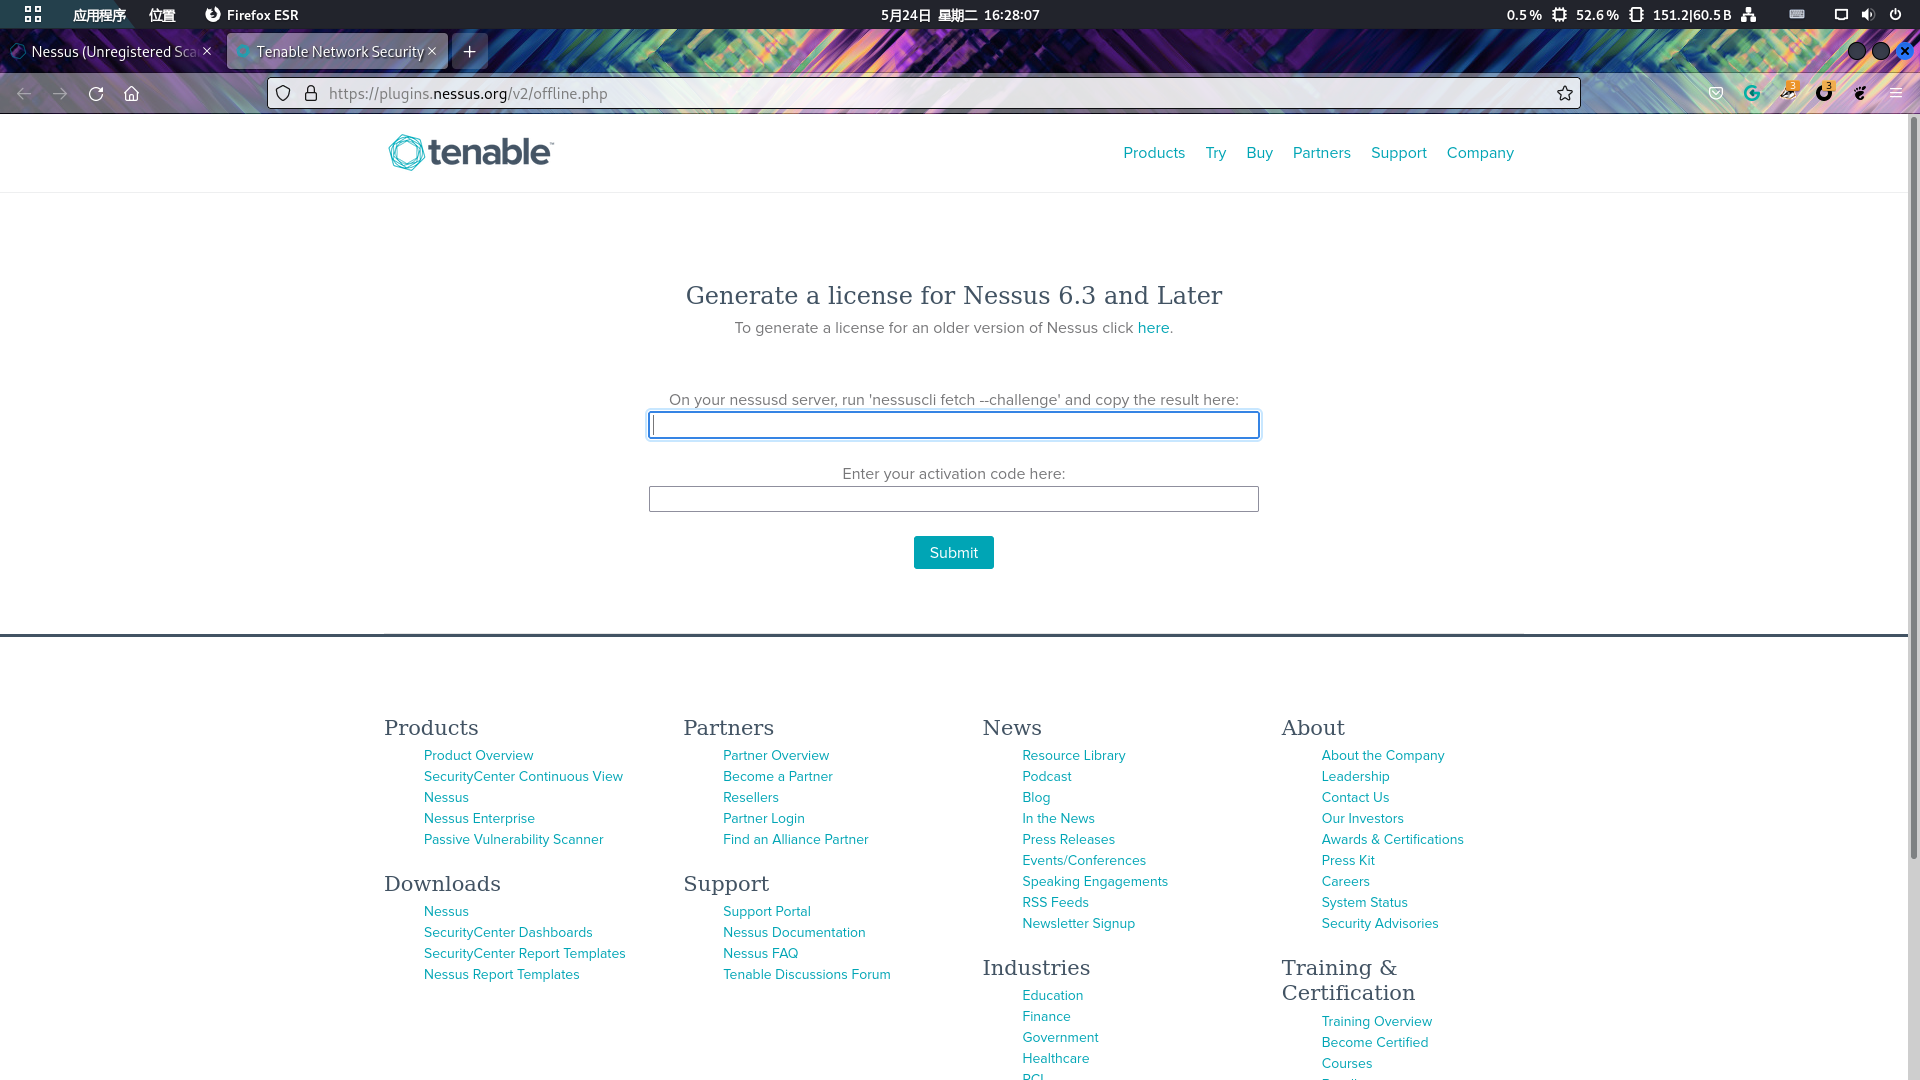 应用程序 位置 Firefox ESR 5月24日 星期二 16:28:07 0.5% 52.6% 151.2|60.5B
Nessus (Unregistered Sca Tenable Network Security
https://plugins.nessus.org/v2/offline.php 3 3
tenable™ Products Try Buy Partners Support Company
Generate a license for Nessus 6.3 and Later
To generate a license for an older version of Nessus click here.
On your nessusd server, run 'nessuscli fetch --challenge' and copy the result here:
Enter your activation code here:
Submit
Products
Product Overview
SecurityCenter Continuous View
Nessus
Nessus Enterprise
Passive Vulnerability Scanner
Downloads
Nessus
SecurityCenter Dashboards
SecurityCenter Report Templates
Nessus Report Templates
Partners
Partner Overview
Become a Partner
Resellers
Partner Login
Find an Alliance Partner
Support
Support Portal
Nessus Documentation
Nessus FAQ
Tenable Discussions Forum
News
Resource Library
Podcast
Blog
In the News
Press Releases
Events/Conferences
Speaking Engagements
RSS Feeds
Newsletter Signup
Industries
Education
Finance
Government
Healthcare
PCI
About
About the Company
Leadership
Contact Us
Our Investors
Awards & Certifications
Press Kit
Careers
System Status
Security Advisories
Training &
Certification
Training Overview
Become Certified
Courses